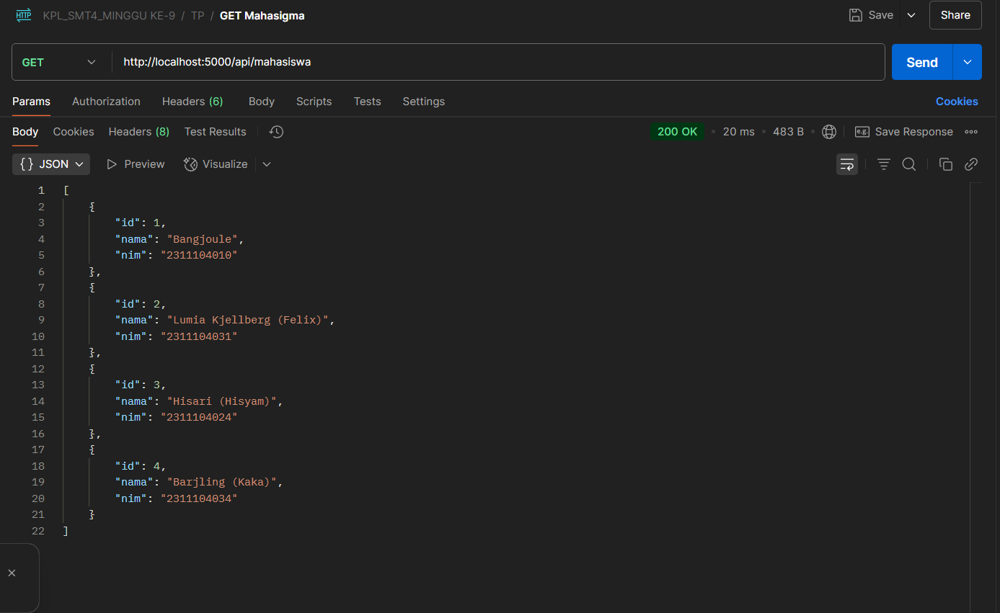 HTTP KPL_SMT4_MINGGU KE-9 / TP / GET Mahasigma Save Share
GET http://localhost:5000/api/mahasiswa Send
Params Authorization Headers (6) Body Scripts Tests Settings Cookies
Body Cookies Headers (8) Test Results 200 OK • 20 ms • 483 B • e.g. Save Response
{} JSON Preview Visualize
1 [
2 {
3 "id": 1,
4 "nama": "Bangjoule",
5 "nim": "2311104010"
6 },
7 {
8 "id": 2,
9 "nama": "Lumia Kjellberg (Felix)",
10 "nim": "2311104031"
11 },
12 {
13 "id": 3,
14 "nama": "Hisari (Hisyam)",
15 "nim": "2311104024"
16 },
17 {
18 "id": 4,
19 "nama": "Barjling (Kaka)",
20 "nim": "2311104034"
21 }
22 ]